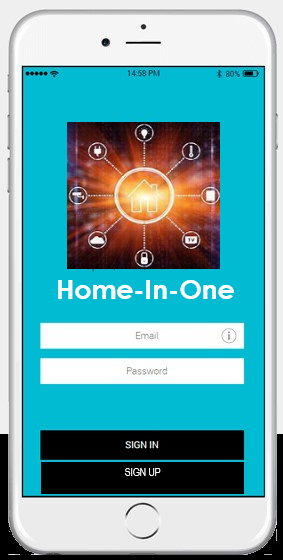 14:58 PM 80%
TV
Home-In-One
Email
Password
SIGN IN
SIGN UP